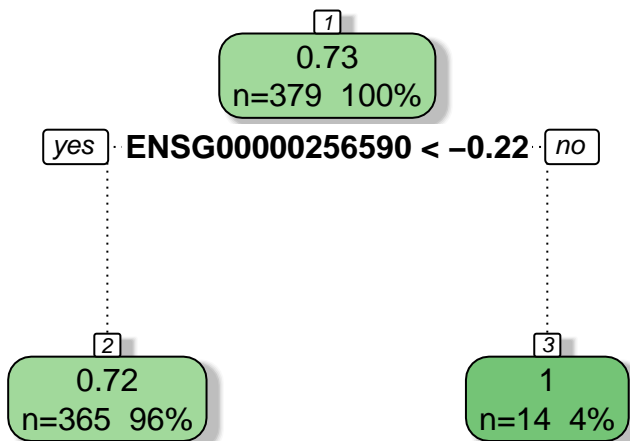 1
0.73
n=379 100%
yes ENSG00000256590 < −0.22 no
2
0.72
n=365 96%
3
1
n=14 4%